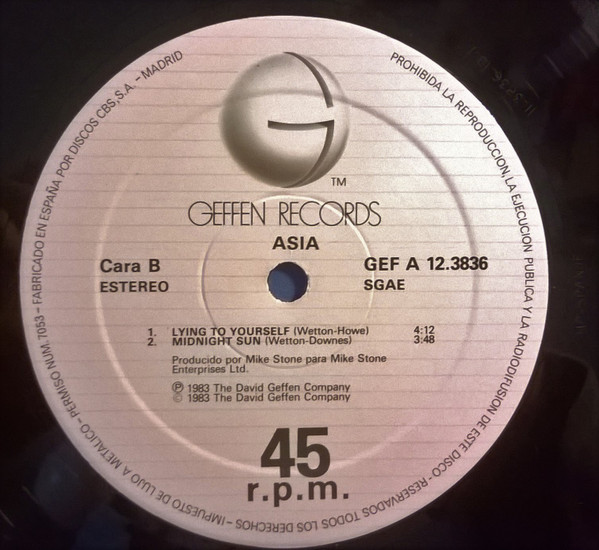 TM
GEFFEN RECORDS
ASIA
Cara B
ESTEREO
GEF A 12.3836
SGAE
1. LYING TO YOURSELF (Wetton-Howe) 4:12
2. MIDNIGHT SUN (Wetton-Downes) 3:48
Producido por Mike Stone para Mike Stone
Enterprises Ltd.
Ⓟ 1983 The David Geffen Company
© 1983 The David Geffen Company
45
r.p.m.
PROHIBIDA LA REPRODUCCION, LA EJECUCION PUBLICA Y LA RADIODIFUSION DE ESTE DISCO - RESERVADOS TODOS LOS DERECHOS - IMPUESTO DE LUJO A METALICO - PERMISO NUM. 7053 - FABRICADO EN ESPAÑA POR DISCOS CBS, S.A. - MADRID